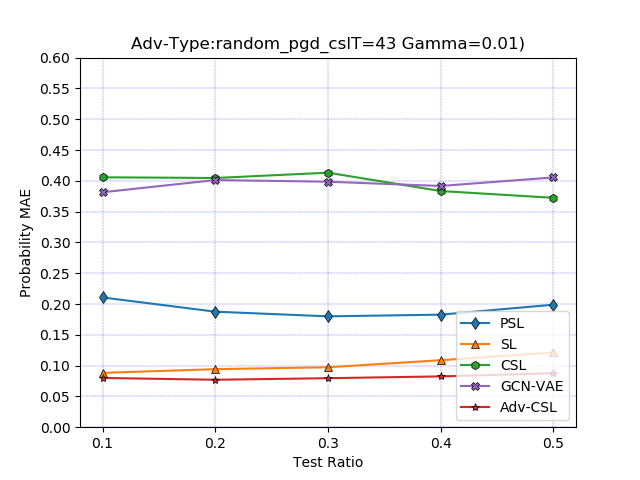 Adv-Type:random_pgd_cslT=43 Gamma=0.01)
0.60
0.55
0.50
0.45
0.40
0.35
0.30
0.25
0.20
0.15
0.10
0.05
0.00
Probability MAE
0.1 0.2 0.3 0.4 0.5
Test Ratio
PSL
SL
CSL
GCN-VAE
Adv-CSL